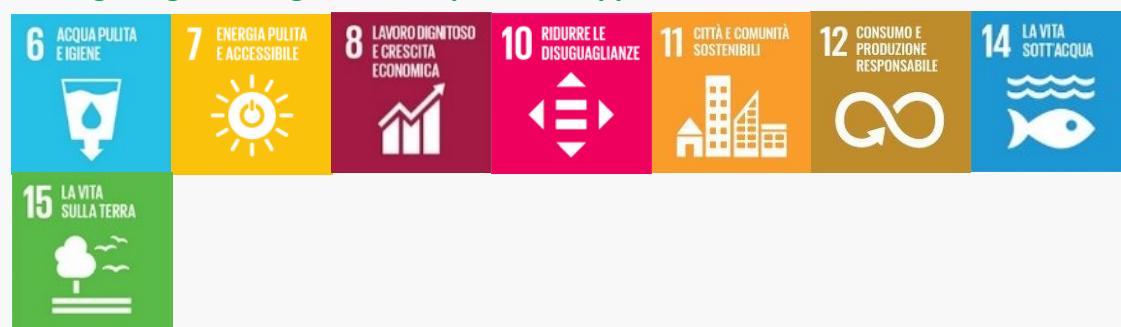 6 ACQUA PULITA
E IGIENE
7 ENERGIA PULITA
E ACCESSIBILE
8 LAVORO DIGNITOSO
E CRESCITA
ECONOMICA
10 RIDURRE LE
DISUGUAGLIANZE
11 CITTÀ E COMUNITÀ
SOSTENIBILI
12 CONSUMO E
PRODUZIONE
RESPONSABILE
14 LA VITA
SOTT'ACQUA
15 LA VITA
SULLA TERRA